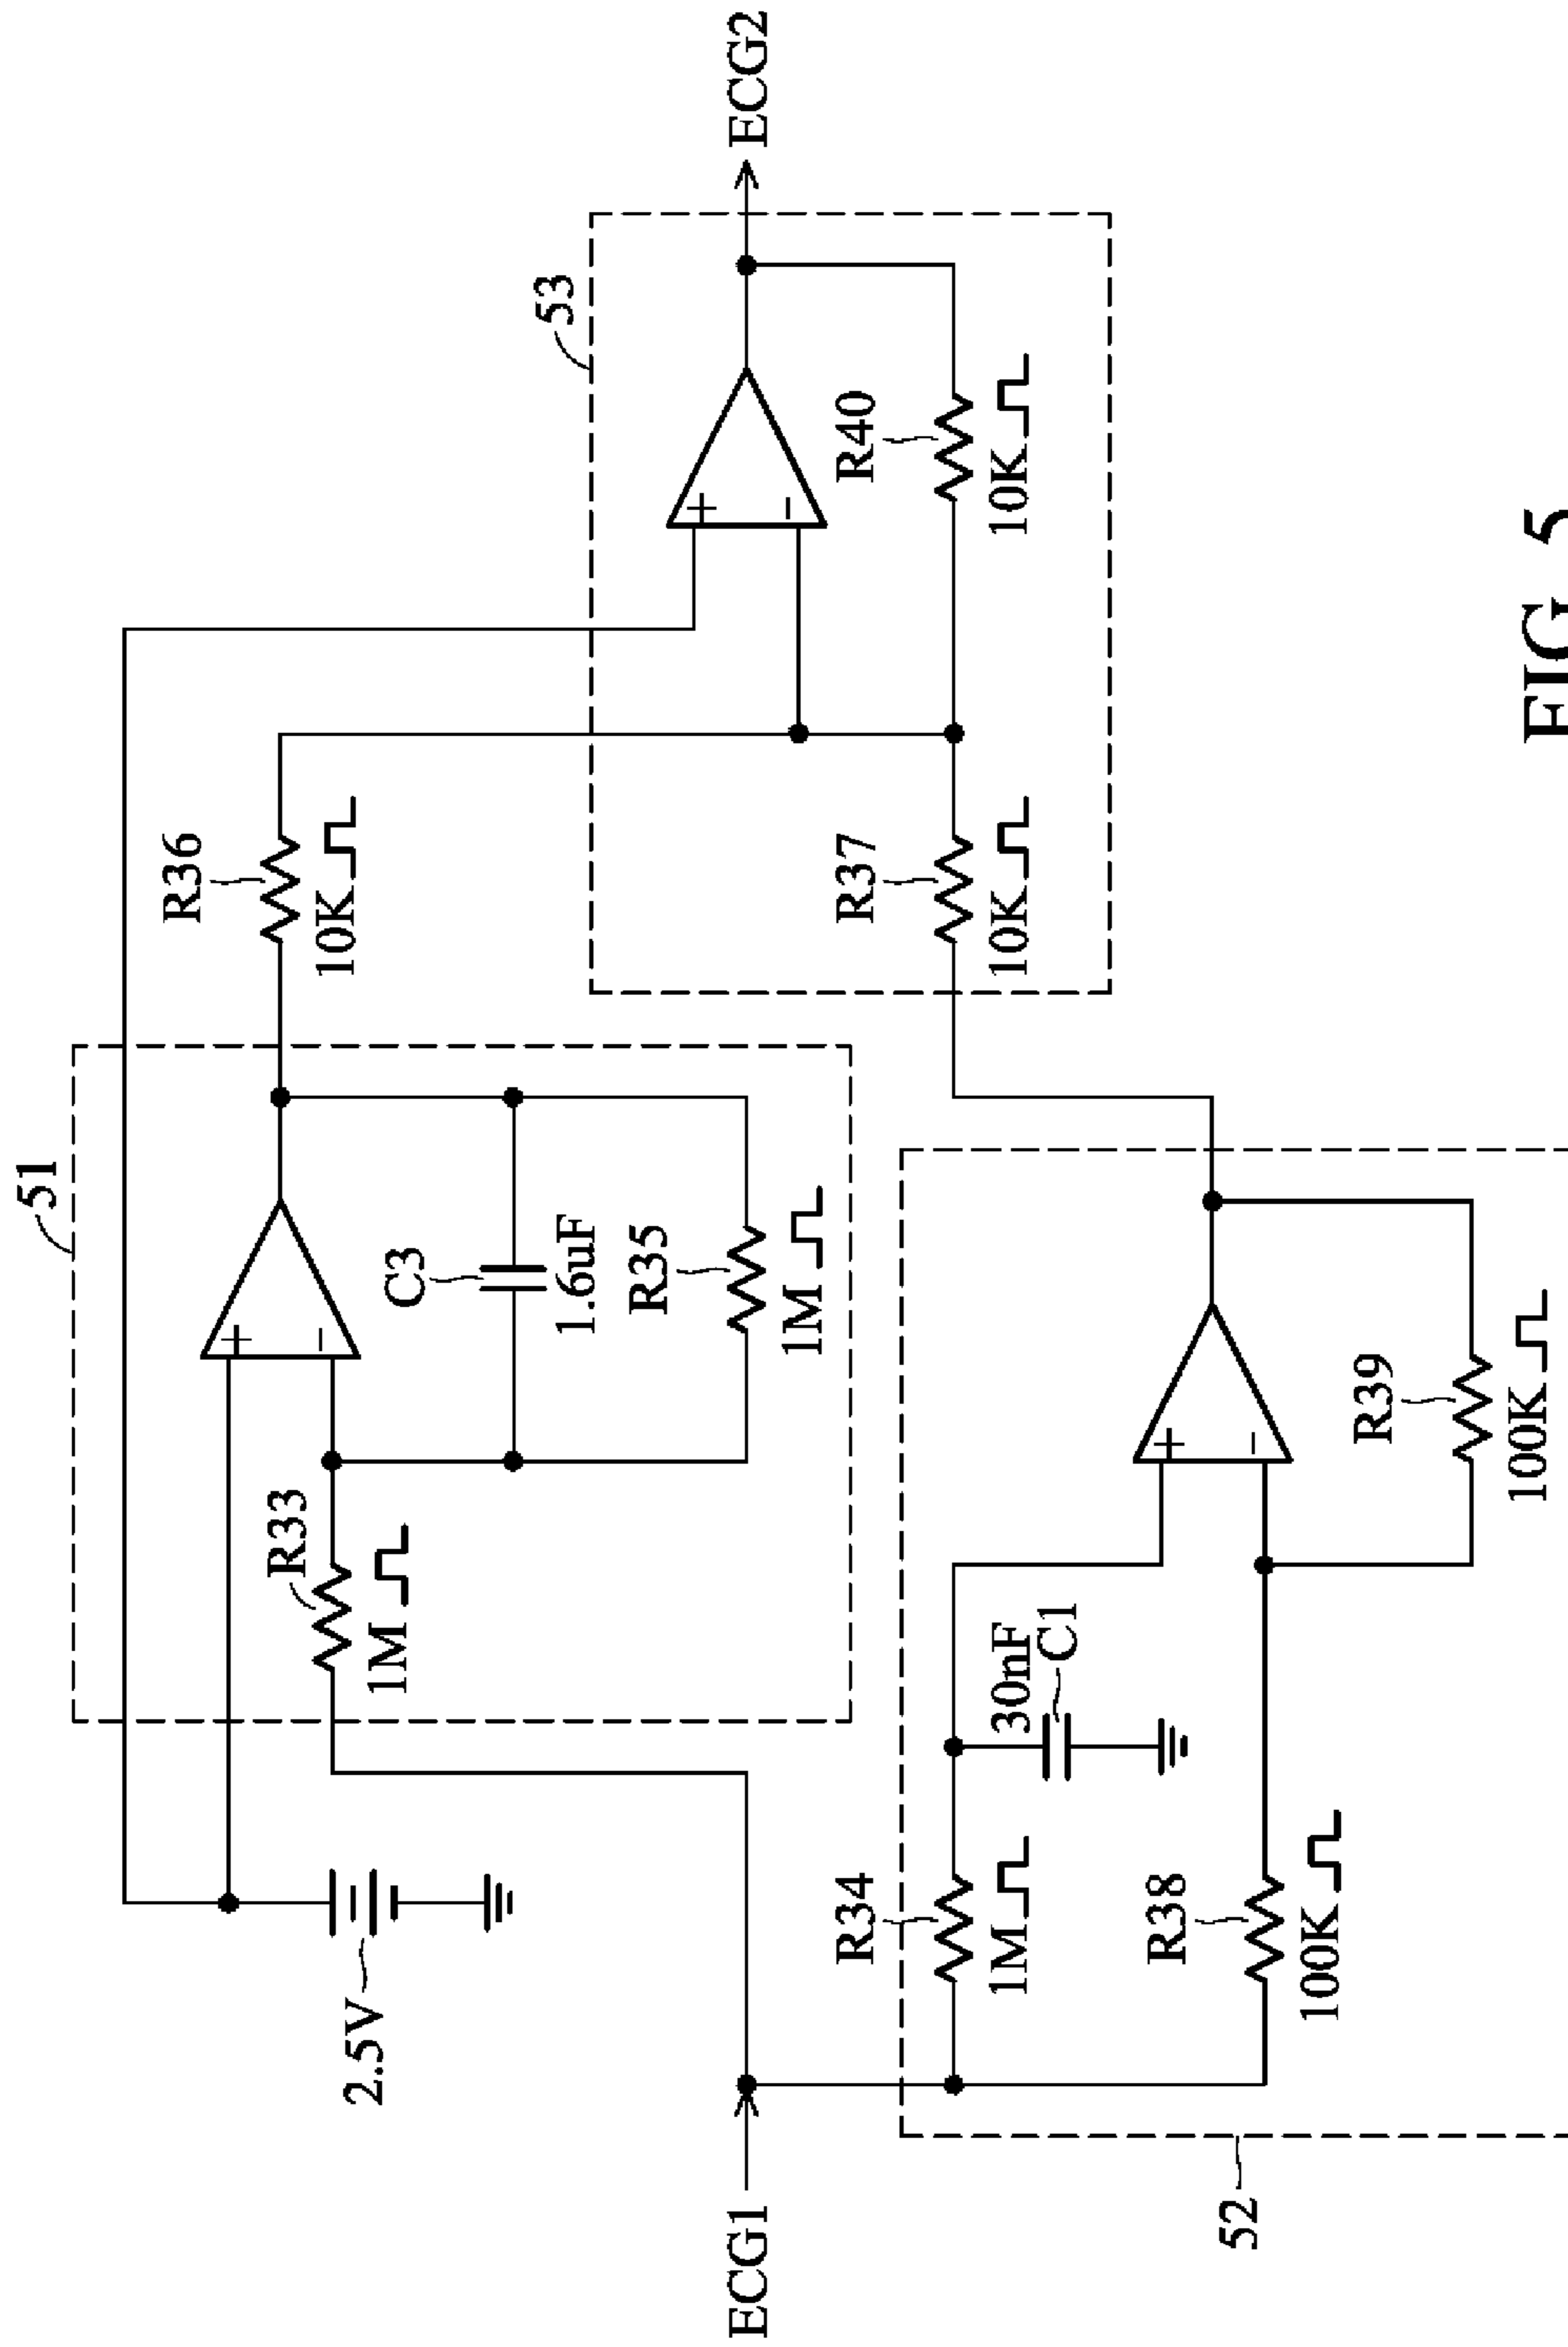 51
53
2.5V
R33
1M
C3
1.6uF
R35
1M
R36
10K
ECG1
ECG2
R34
1M
30nF
C1
R38
100K
R39
100K
R37
10K
R40
10K
+
-
+
-
+
-
52
FIG. 5